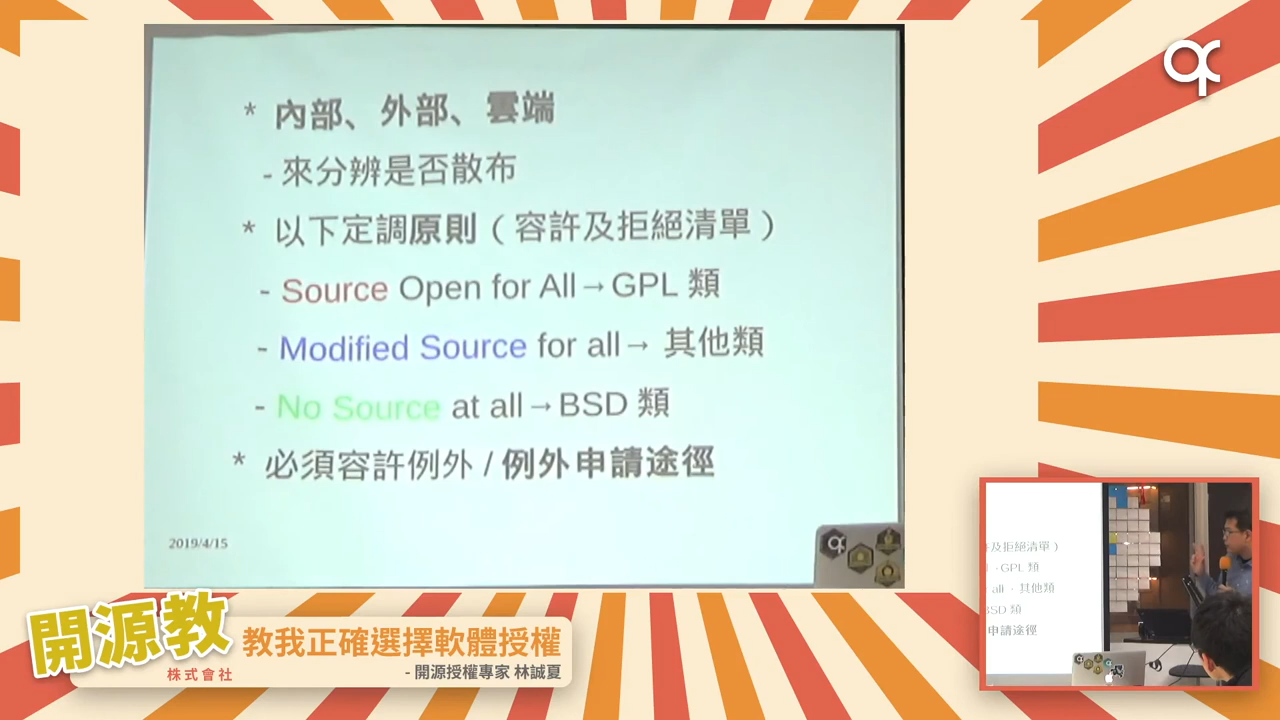 * 內部、外部、雲端
- 來分辨是否散布
* 以下定調原則（容許及拒絕清單）
- Source Open for All→GPL 類
- Modified Source for all→ 其他類
- No Source at all→BSD 類
* 必須容許例外 / 例外申請途徑
2019/4/15
及拒絕清單）
-GPL 類
all - 其他類
BSD 類
申請途徑
開源教
株式會社
教我正確選擇軟體授權
- 開源授權專家 林誠夏